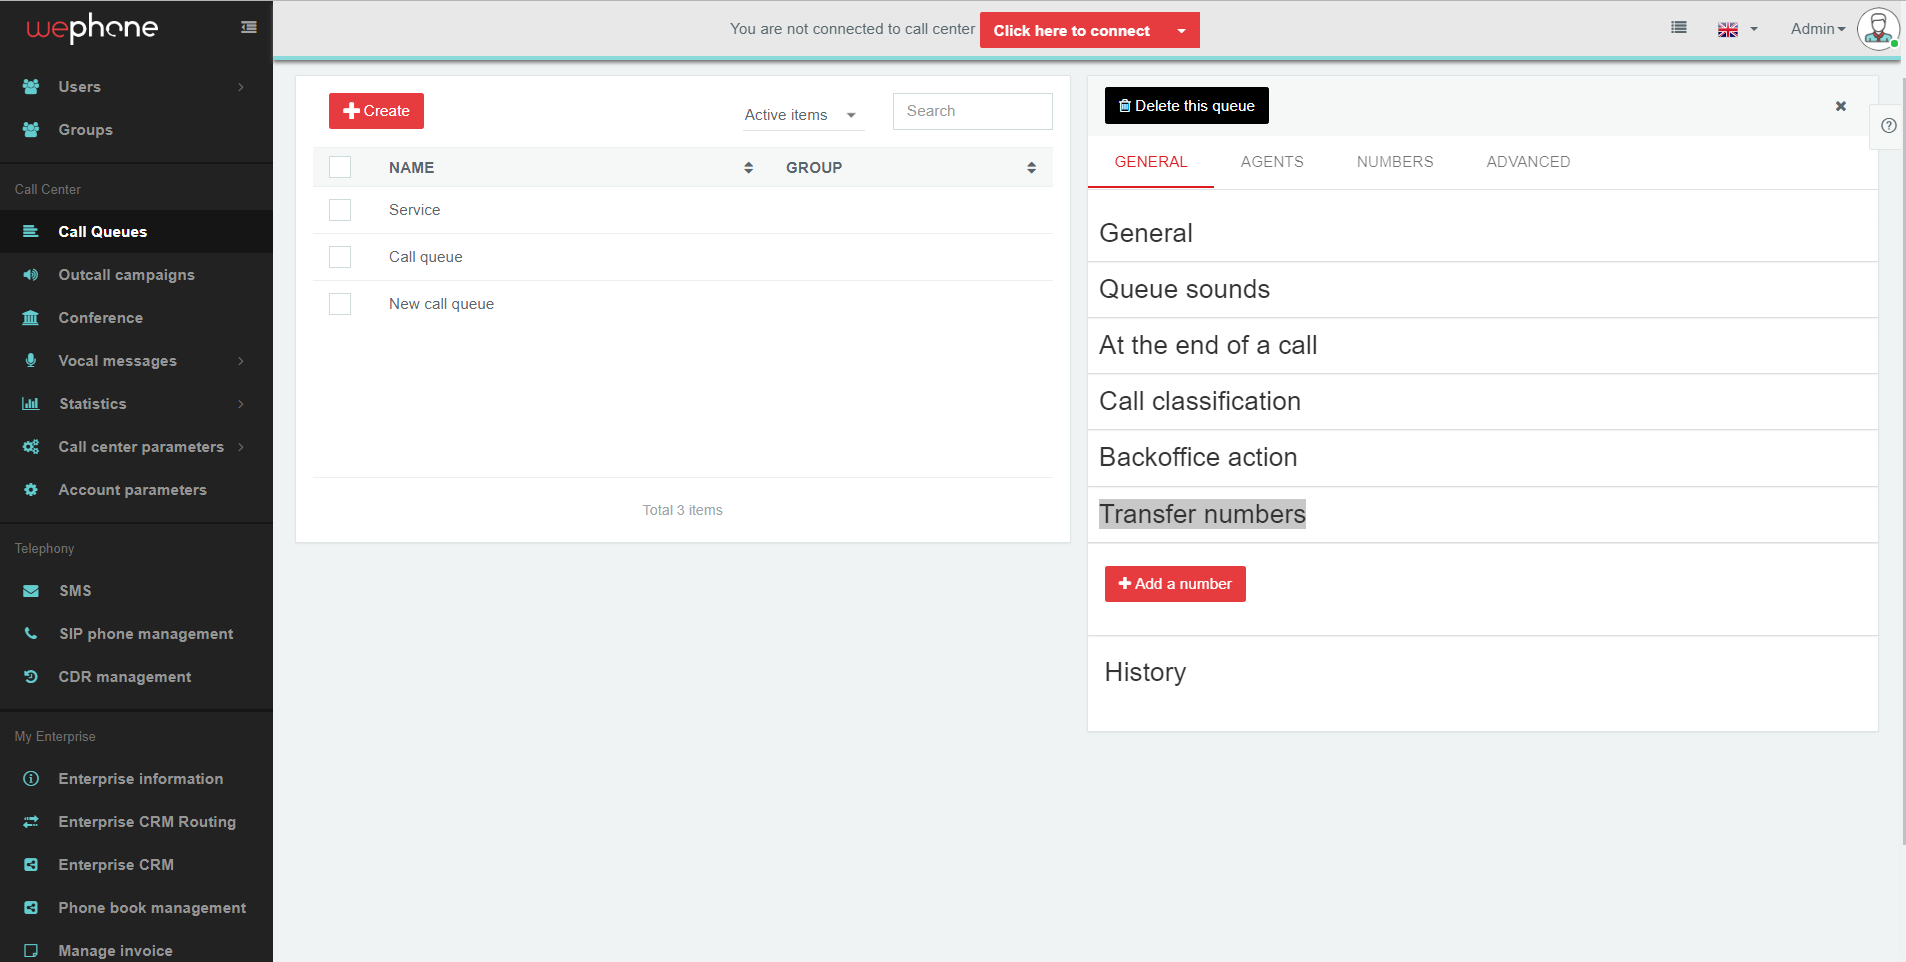 wephone
Users
Groups
Call Center
Call Queues
Outcall campaigns
Conference
Vocal messages
Statistics
Call center parameters
Account parameters
Telephony
SMS
SIP phone management
CDR management
My Enterprise
Enterprise information
Enterprise CRM Routing
Enterprise CRM
Phone book management
Manage invoice
You are not connected to call center
Click here to connect
Admin
Create
Active items
Search
NAME
GROUP
Service
Call queue
New call queue
Total 3 items
Delete this queue
GENERAL
AGENTS
NUMBERS
ADVANCED
General
Queue sounds
At the end of a call
Call classification
Backoffice action
Transfer numbers
Add a number
History